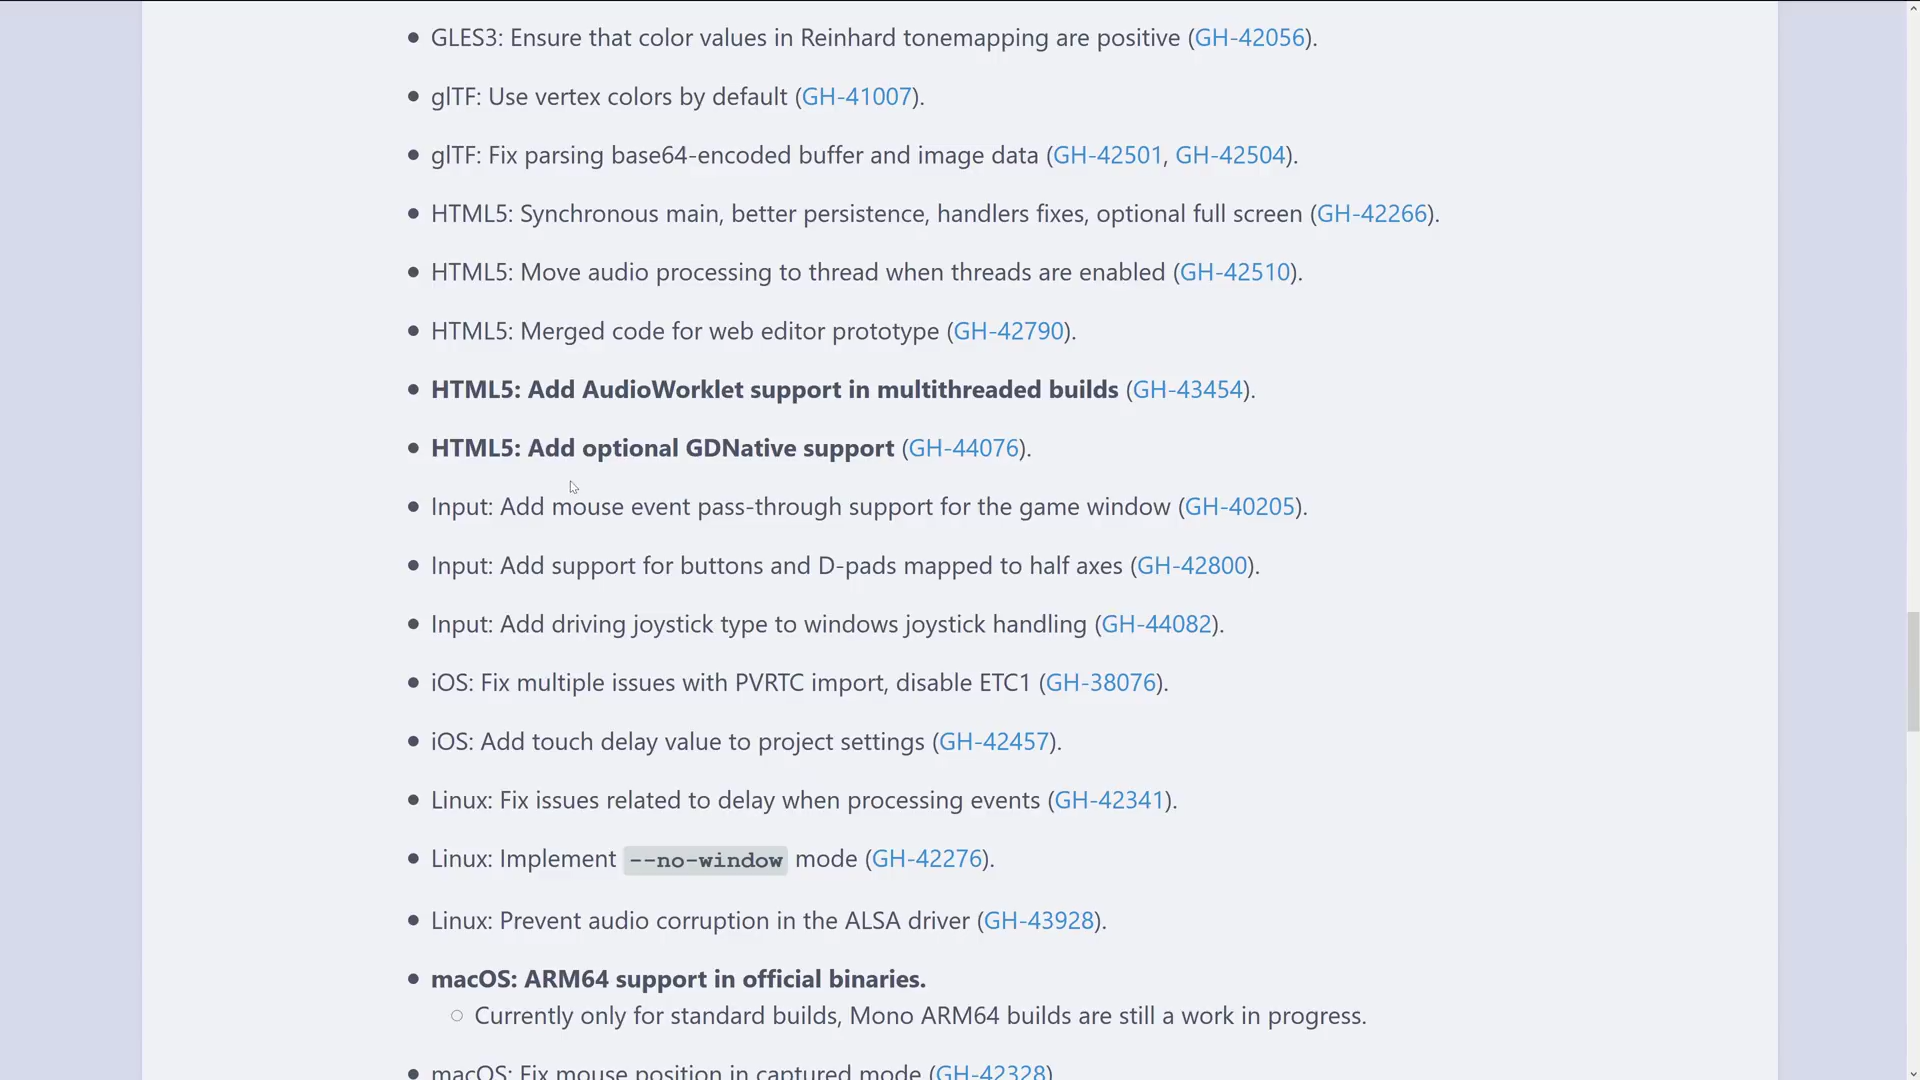 GLES3: Ensure that color values in Reinhard tonemapping are positive (GH-42056).
glTF: Use vertex colors by default (GH-41007).
glTF: Fix parsing base64-encoded buffer and image data (GH-42501, GH-42504).
HTML5: Synchronous main, better persistence, handlers fixes, optional full screen (GH-42266).
HTML5: Move audio processing to thread when threads are enabled (GH-42510).
HTML5: Merged code for web editor prototype (GH-42790).
HTML5: Add AudioWorklet support in multithreaded builds (GH-43454).
HTML5: Add optional GDNative support (GH-44076).
Input: Add mouse event pass-through support for the game window (GH-40205).
Input: Add support for buttons and D-pads mapped to half axes (GH-42800).
Input: Add driving joystick type to windows joystick handling (GH-44082).
iOS: Fix multiple issues with PVRTC import, disable ETC1 (GH-38076).
iOS: Add touch delay value to project settings (GH-42457).
Linux: Fix issues related to delay when processing events (GH-42341).
Linux: Implement --no-window mode (GH-42276).
Linux: Prevent audio corruption in the ALSA driver (GH-43928).
macOS: ARM64 support in official binaries.
Currently only for standard builds, Mono ARM64 builds are still a work in progress.
macOS: Fix mouse position in captured mode (GH-42328)